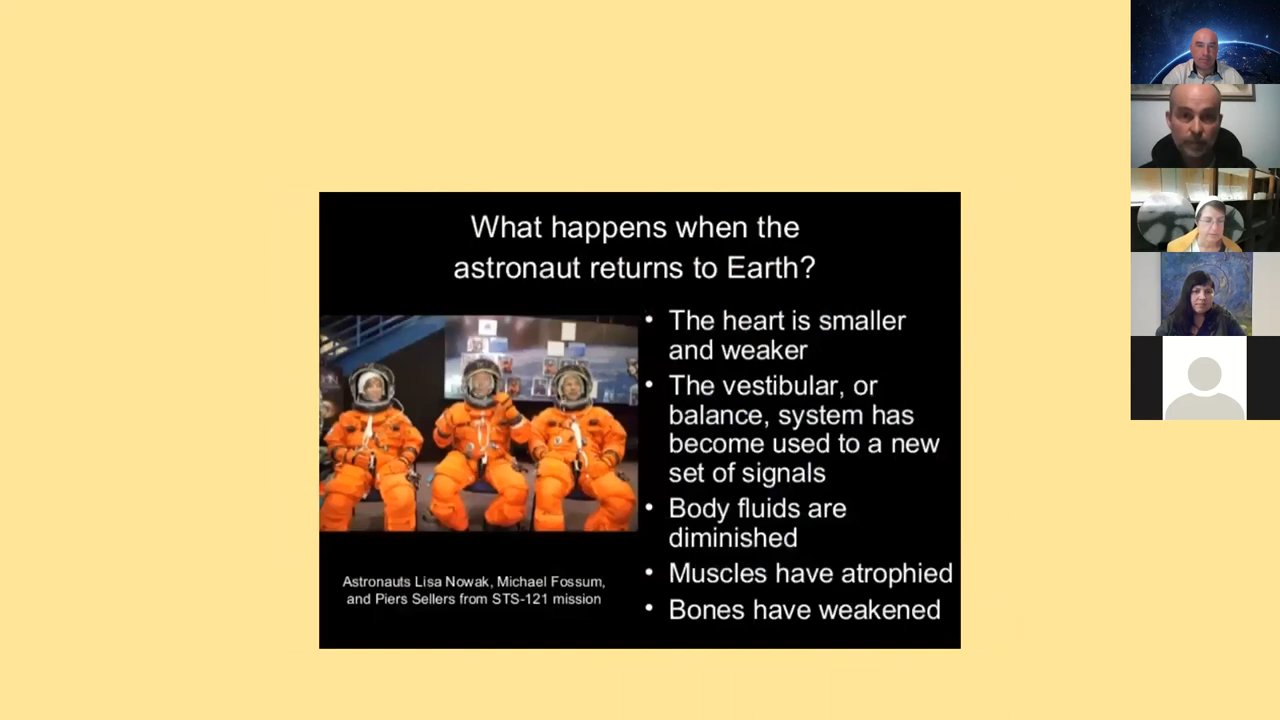 What happens when the
astronaut returns to Earth?
• The heart is smaller
and weaker
• The vestibular, or
balance, system has
become used to a new
set of signals
• Body fluids are
diminished
• Muscles have atrophied
• Bones have weakened
Astronauts Lisa Nowak, Michael Fossum,
and Piers Sellers from STS-121 mission